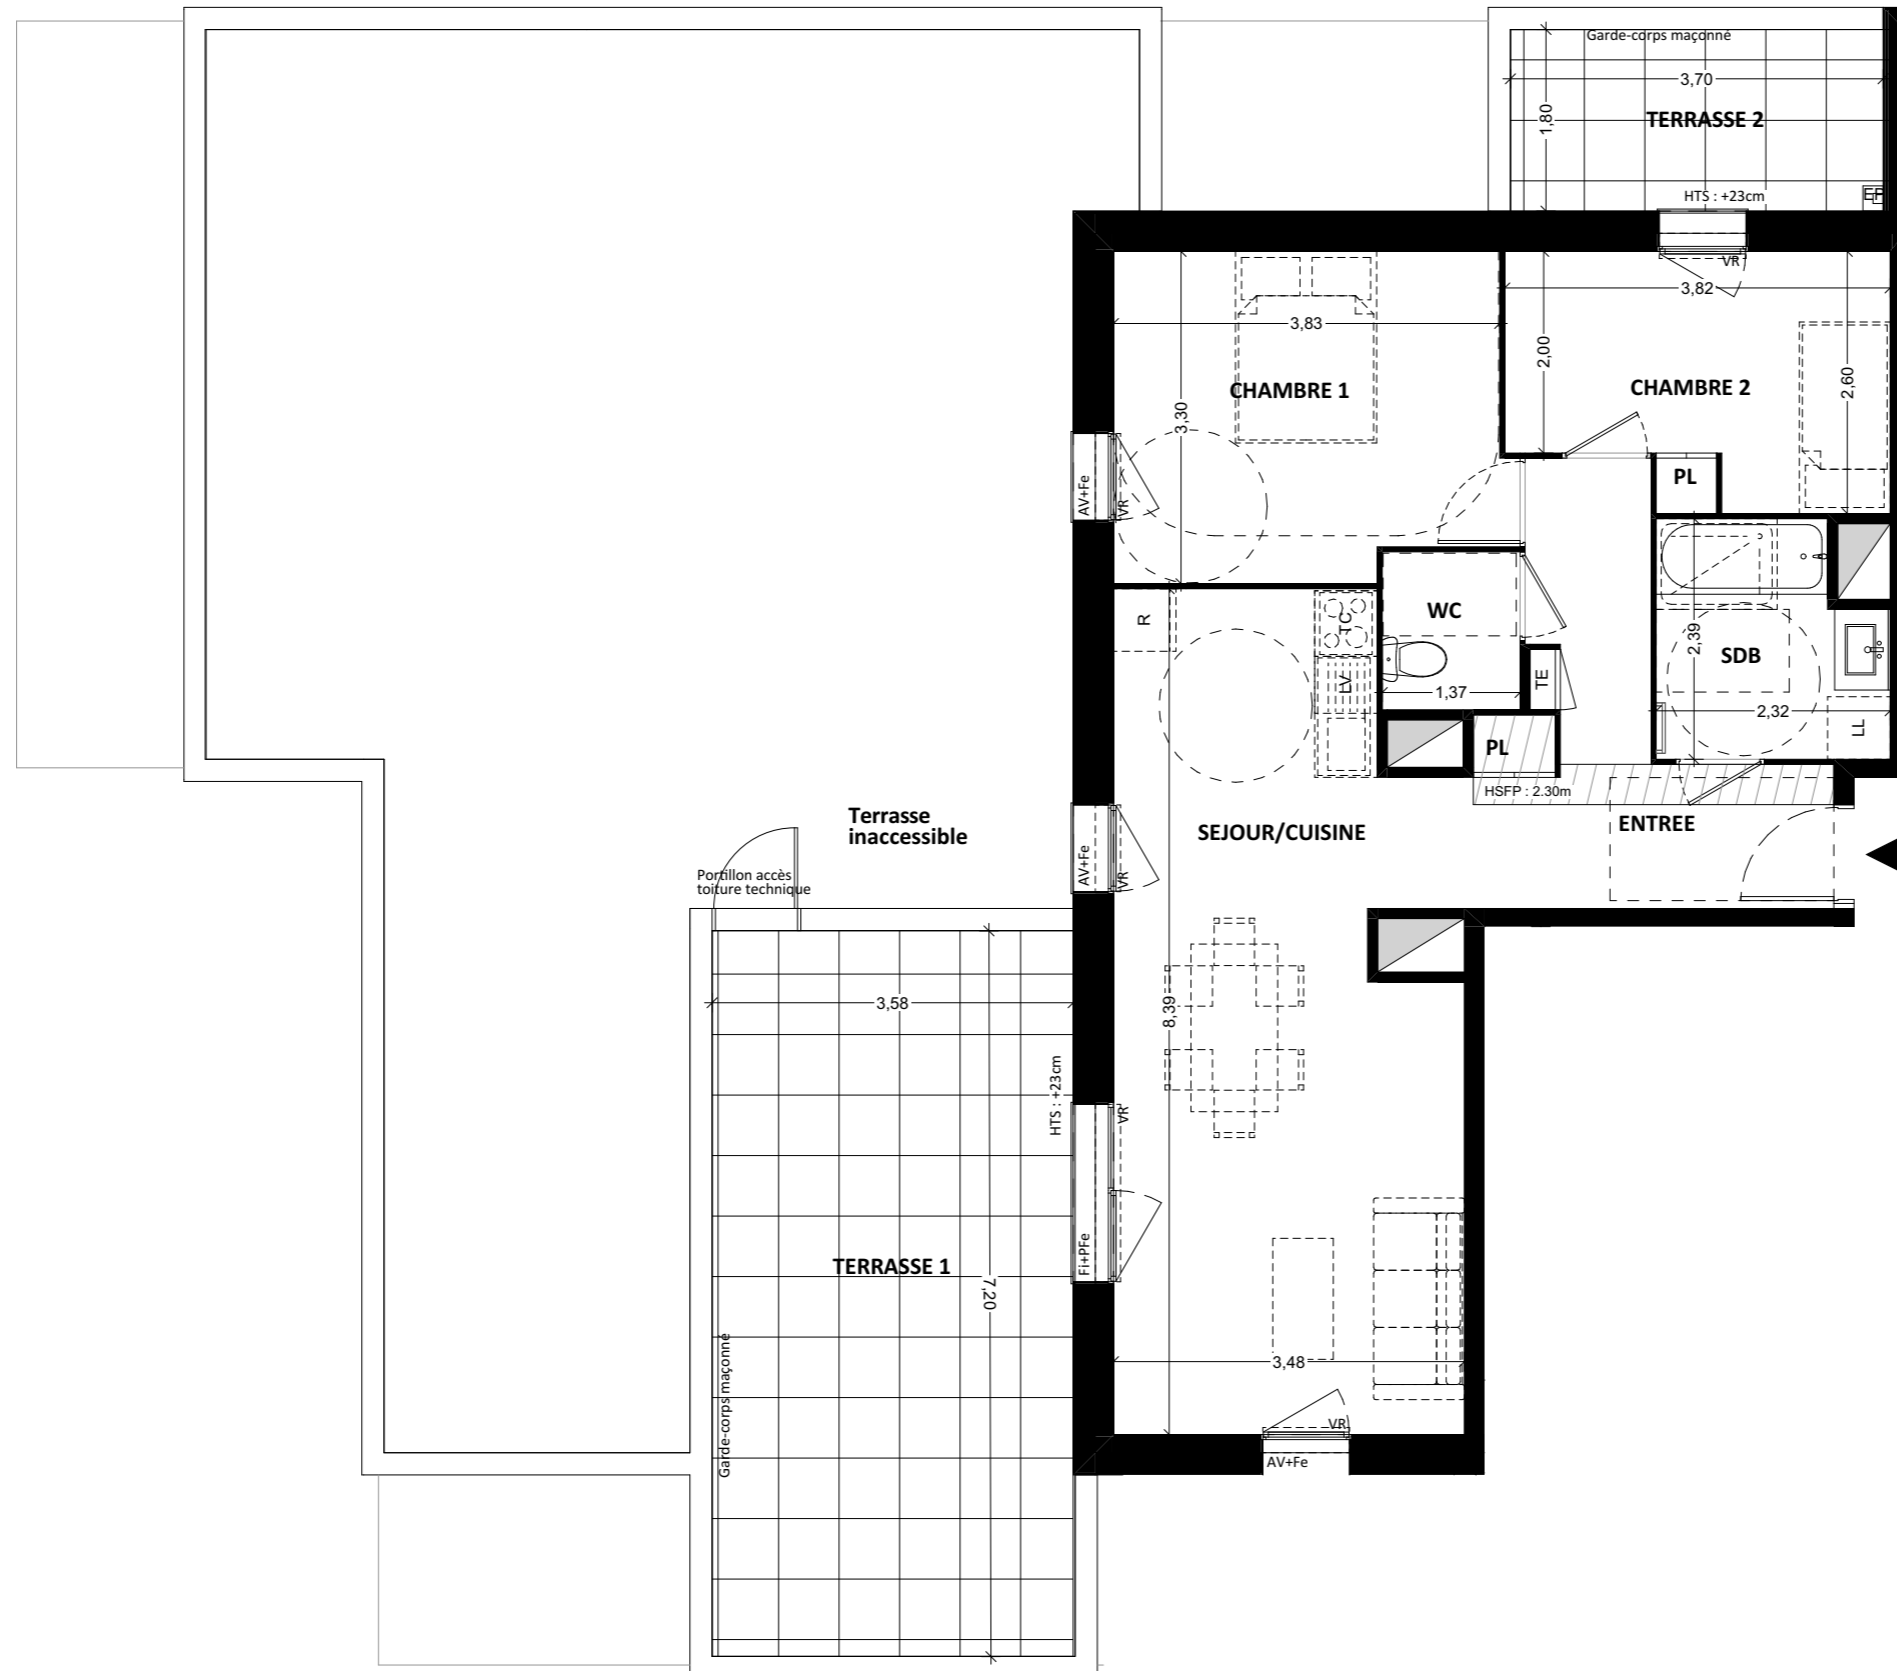 Garde-corps maçonné
3,70
1,80
TERRASSE 2
HTS : +23cm
EP
VR
3,82
3,83
2,00
CHAMBRE 1
CHAMBRE 2
2,60
3,30
PL
AV+Fe
VR
R
TC
WC
2,39
SDB
LV
1,37
TE
2,32
LL
PL
HSFP : 2.30m
Terrasse
inaccessible
SEJOUR/CUISINE
ENTREE
AV+Fe
VR
Portillon accès
toiture technique
3,58
8,39
HTS : +23cm
VR
Fi+PFe
TERRASSE 1
7,20
Garde-corps maçonné
3,48
VR
AV+Fe